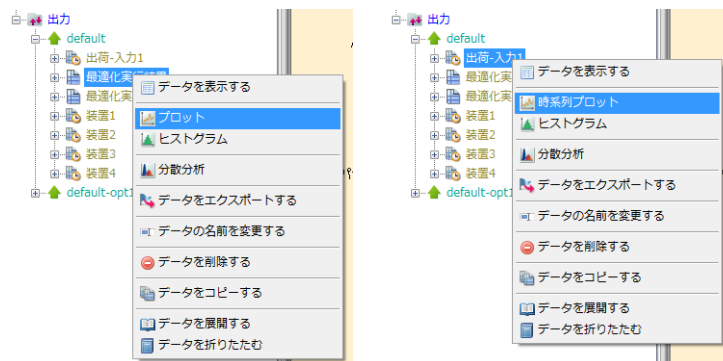 出力
default
出荷-入力1
最適化実行装置
最適化実
装置1
装置2
装置3
装置4
default-opt1
データを表示する
プロット
ヒストグラム
分散分析
データをエクスポートする
データの名前を変更する
データを削除する
データをコピーする
データを展開する
データを折りたたむ
出力
default
出荷-入力1
最適化実
最適化実
装置1
装置2
装置3
装置4
default-opt1
データを表示する
時系列プロット
ヒストグラム
分散分析
データをエクスポートする
データの名前を変更する
データを削除する
データをコピーする
データを展開する
データを折りたたむ